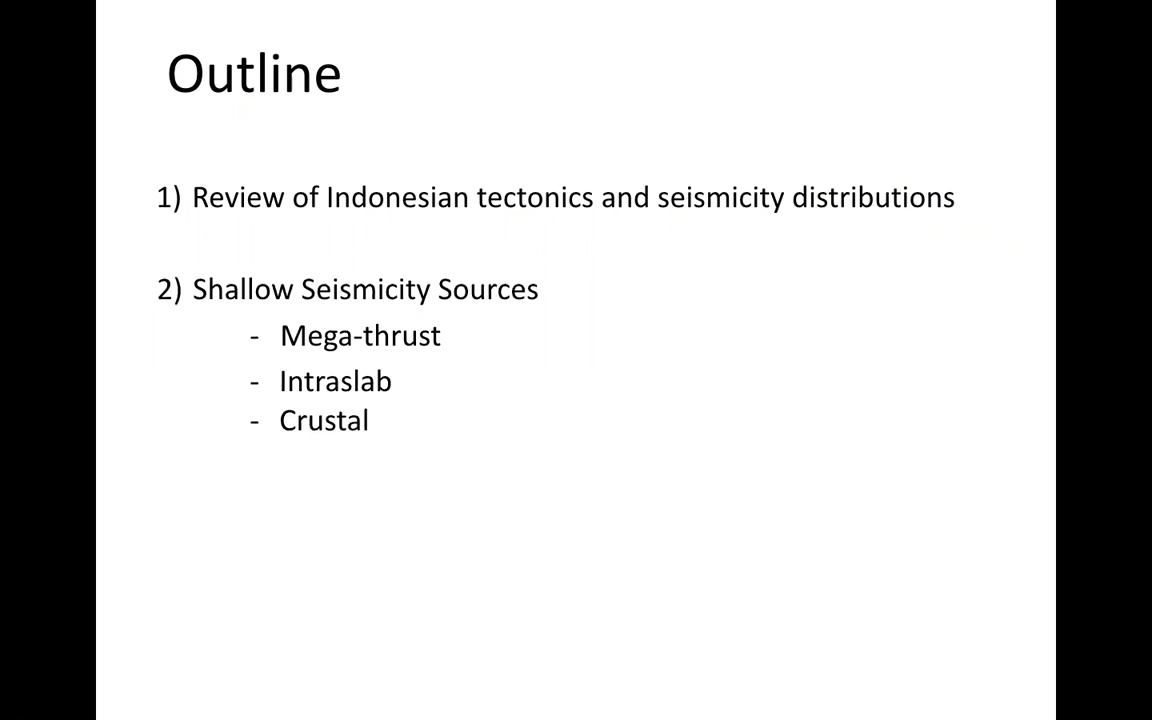 Outline
1) Review of Indonesian tectonics and seismicity distributions
2) Shallow Seismicity Sources
- Mega-thrust
- Intraslab
- Crustal